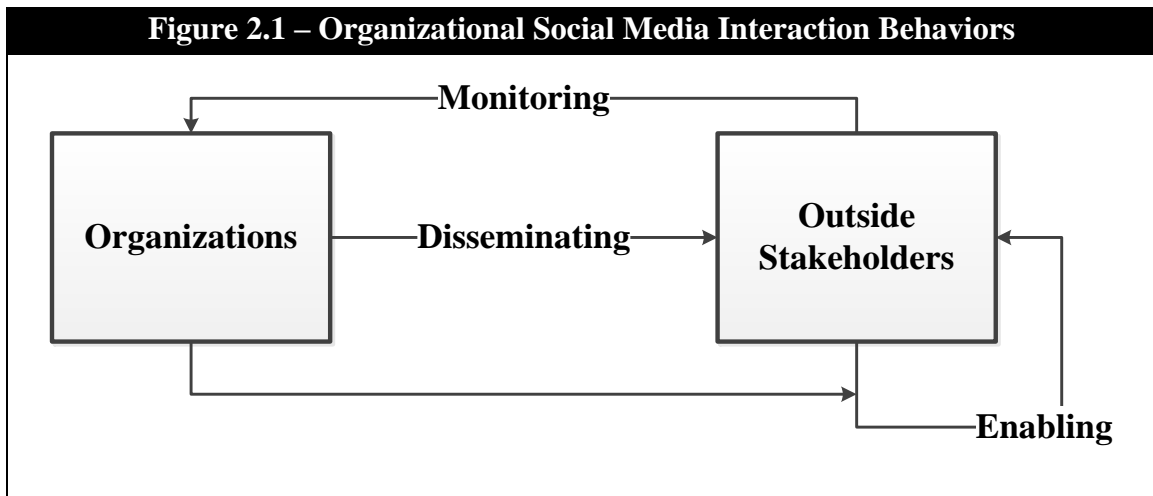 Figure 2.1 – Organizational Social Media Interaction Behaviors
Monitoring
Organizations
Disseminating
Outside
Stakeholders
Enabling